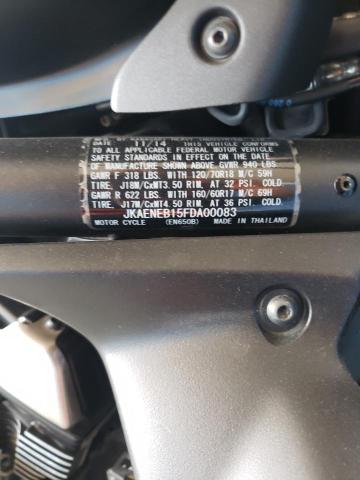 DATE 11/14 THIS VEHICLE CONFORMS
TO ALL APPLICABLE FEDERAL MOTOR VEHICLE
SAFETY STANDARDS IN EFFECT ON THE DATE
OF MANUFACTURE SHOWN ABOVE. GVWR 940 LBS.
GAWR F 318 LBS. WITH 120/70R18 M/C 59H
TIRE. J18M/CxMT3.50 RIM. AT 32 PSI. COLD.
GAWR R 622 LBS. WITH 160/60R17 M/C 69H
TIRE. J17M/CxMT4.50 RIM. AT 36 PSI. COLD.
JKAENEB15FDA00083
MOTOR CYCLE (EN650B) MADE IN THAILAND